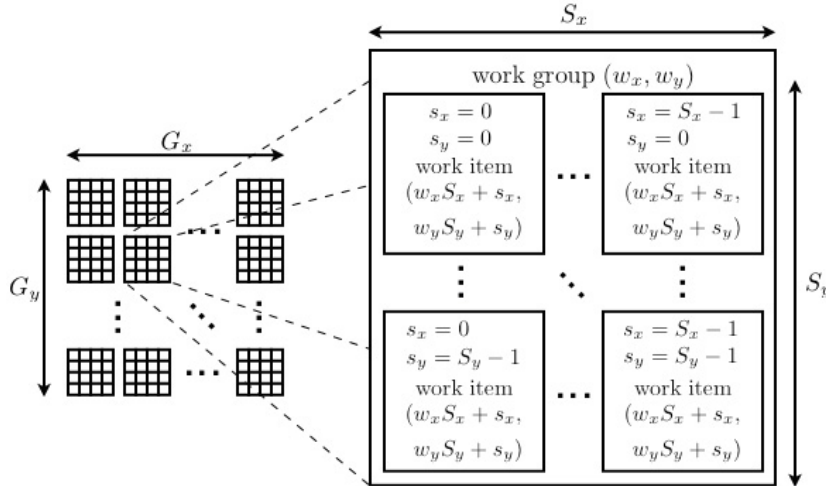 S_x
work group (w_x, w_y)
G_x
G_y
s_x = 0
s_y = 0
work item
(w_xS_x + s_x,
w_yS_y + s_y)
...
s_x = S_x − 1
s_y = 0
work item
(w_xS_x + s_x,
w_yS_y + s_y)
S_y
s_x = 0
s_y = S_y − 1
work item
(w_xS_x + s_x,
w_yS_y + s_y)
...
s_x = S_x − 1
s_y = S_y − 1
work item
(w_xS_x + s_x,
w_yS_y + s_y)